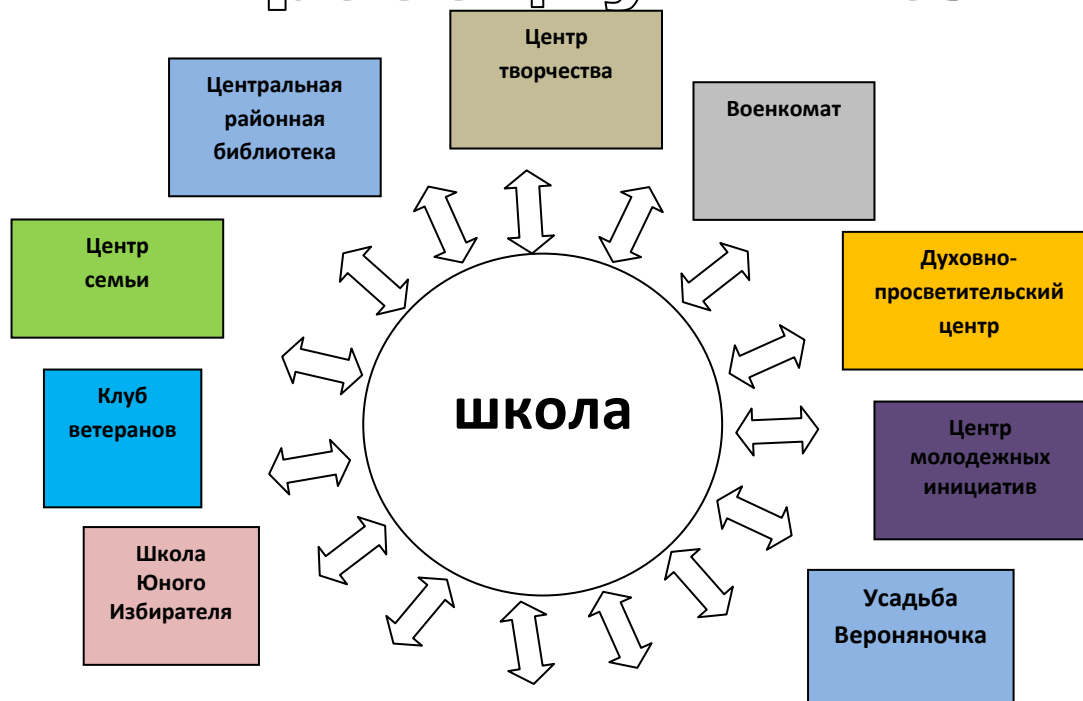 Центр
творчества
Центральная
районная
библиотека
Военкомат
Центр
семьи
Духовно-
просветительский
центр
Клуб
ветеранов
школа
Центр
молодежных
инициатив
Школа
Юного
Избирателя
Усадьба
Вероняночка